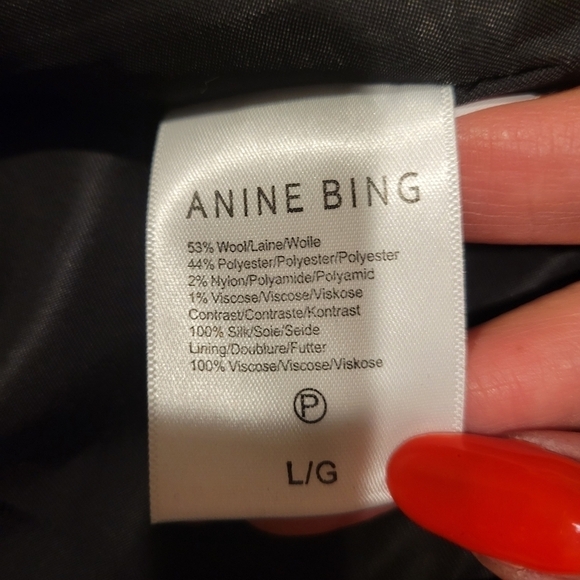 ANINE BING
53% Wool/Laine/Wolle
44% Polyester/Polyester/Polyester
2% Nylon/Polyamide/Polyamid
1% Viscose/Viscose/Viskose
Contrast/Contraste/Kontrast
100% Silk/Soie/Seide
Lining/Doublure/Futter
100% Viscose/Viscose/Viskose
P
L/G